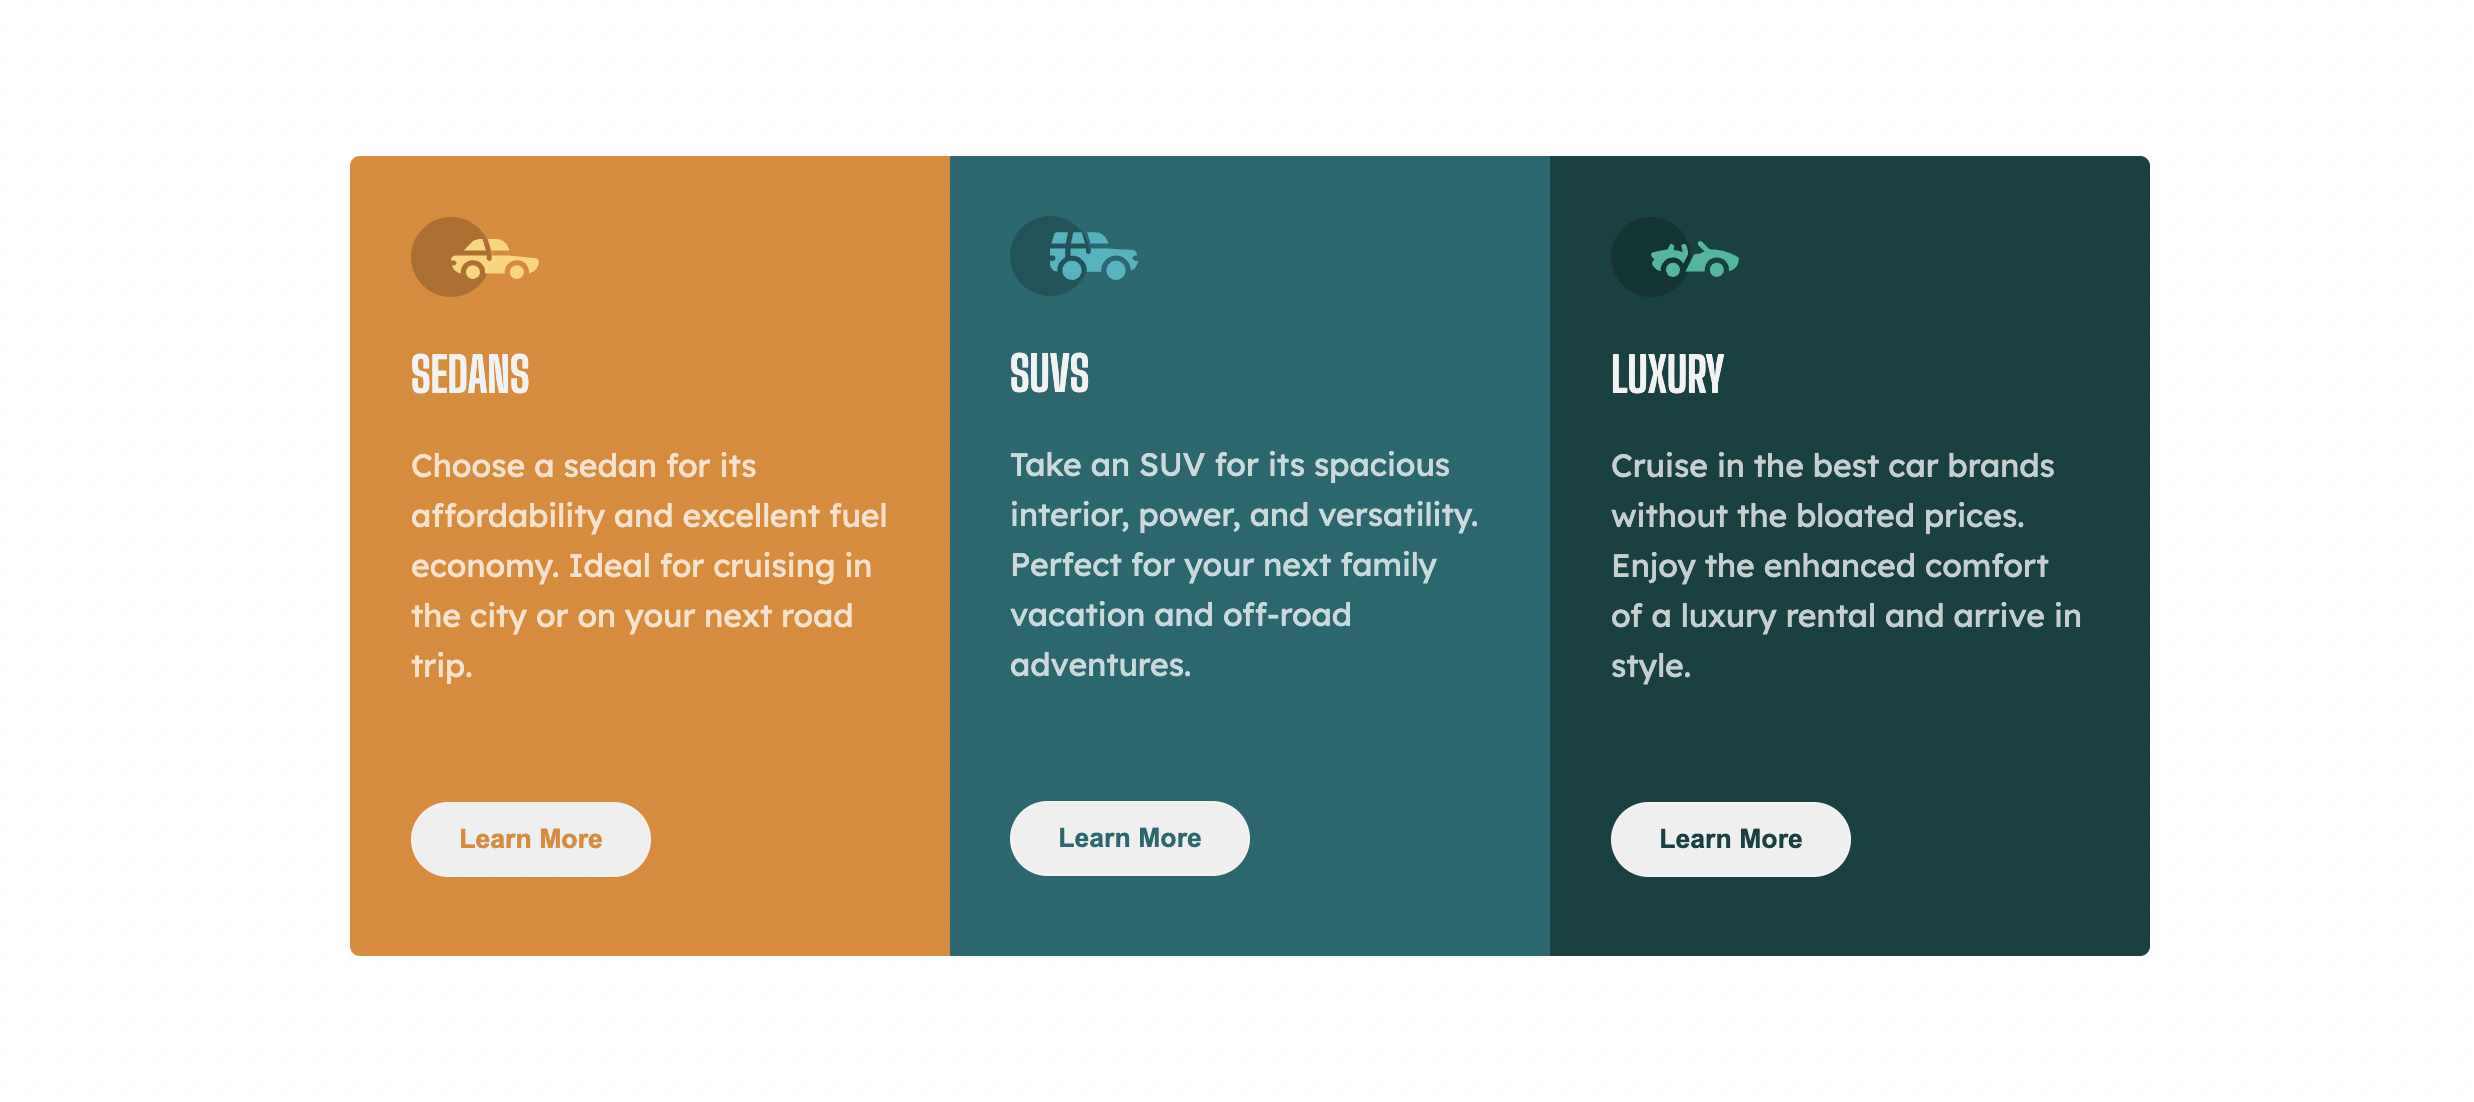 SEDANS
Choose a sedan for its
affordability and excellent fuel
economy. Ideal for cruising in
the city or on your next road
trip.
Learn More
SUVS
Take an SUV for its spacious
interior, power, and versatility.
Perfect for your next family
vacation and off-road
adventures.
Learn More
LUXURY
Cruise in the best car brands
without the bloated prices.
Enjoy the enhanced comfort
of a luxury rental and arrive in
style.
Learn More